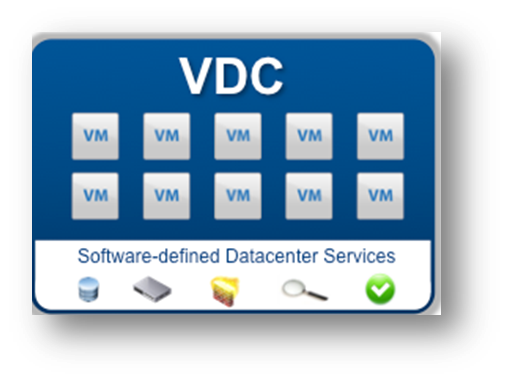 VDC
VM VM VM VM VM
VM VM VM VM VM
Software-defined Datacenter Services